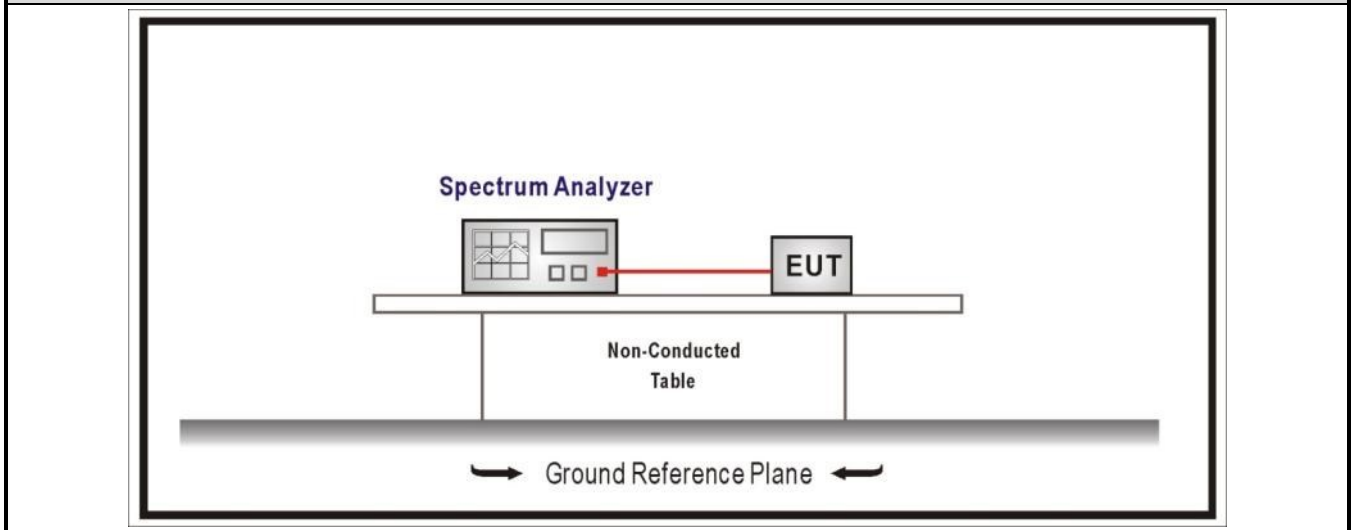 Spectrum Analyzer
EUT
Non-Conducted
Table
Ground Reference Plane